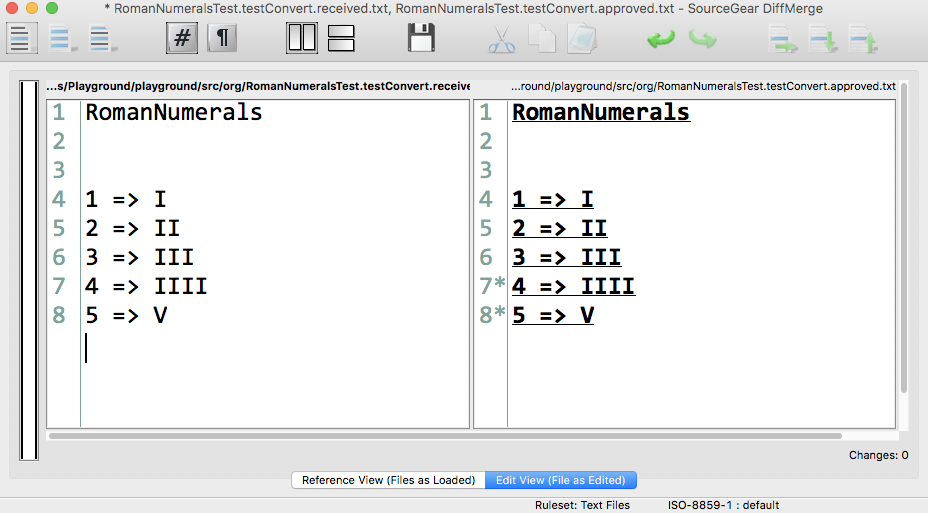 * RomanNumeralsTest.testConvert.received.txt, RomanNumeralsTest.testConvert.approved.txt - SourceGear DiffMerge
# ¶
...s/Playground/playground/src/org/RomanNumeralsTest.testConvert.receive
...round/playground/src/org/RomanNumeralsTest.testConvert.approved.txt
1 RomanNumerals
2
3
4 1 => I
5 2 => II
6 3 => III
7 4 => IIII
8 5 => V
1 RomanNumerals
2
3
4 1 => I
5 2 => II
6 3 => III
7* 4 => IIII
8* 5 => V
Changes: 0
Reference View (Files as Loaded) Edit View (File as Edited)
Ruleset: Text Files ISO-8859-1 : default